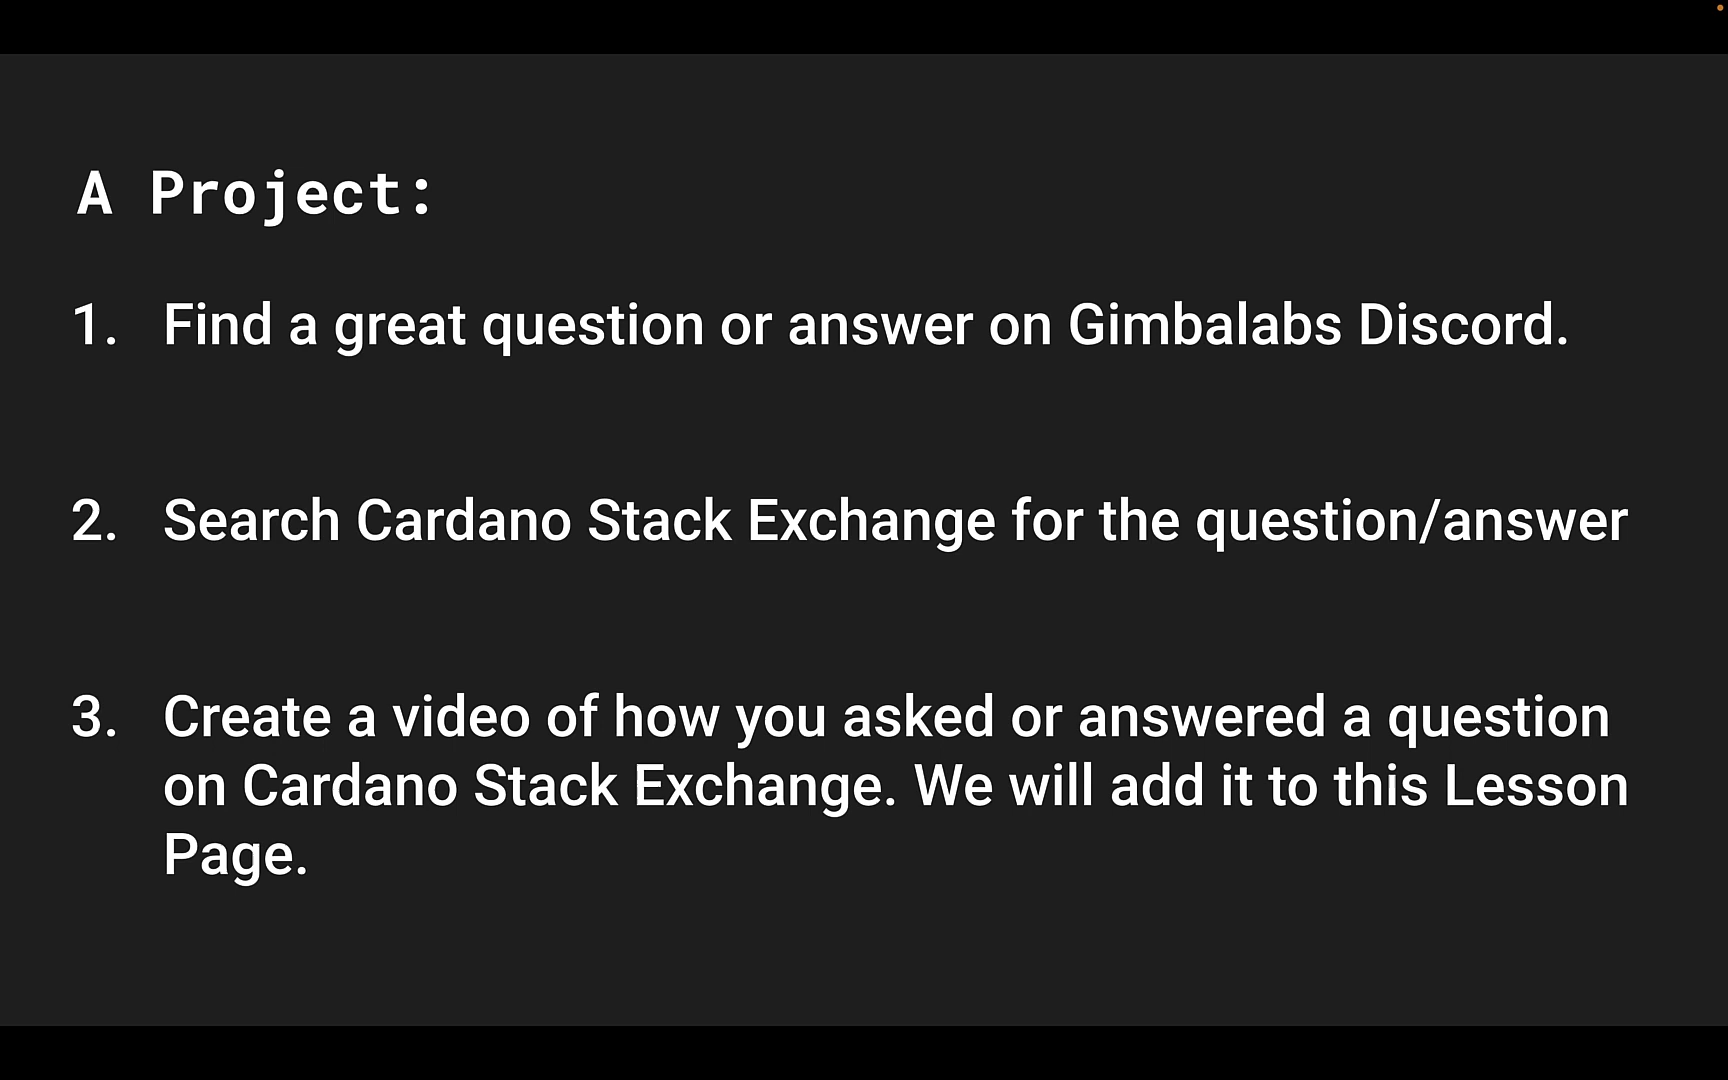 A Project:
1. Find a great question or answer on Gimbalabs Discord.
2. Search Cardano Stack Exchange for the question/answer
3. Create a video of how you asked or answered a question
on Cardano Stack Exchange. We will add it to this Lesson
Page.